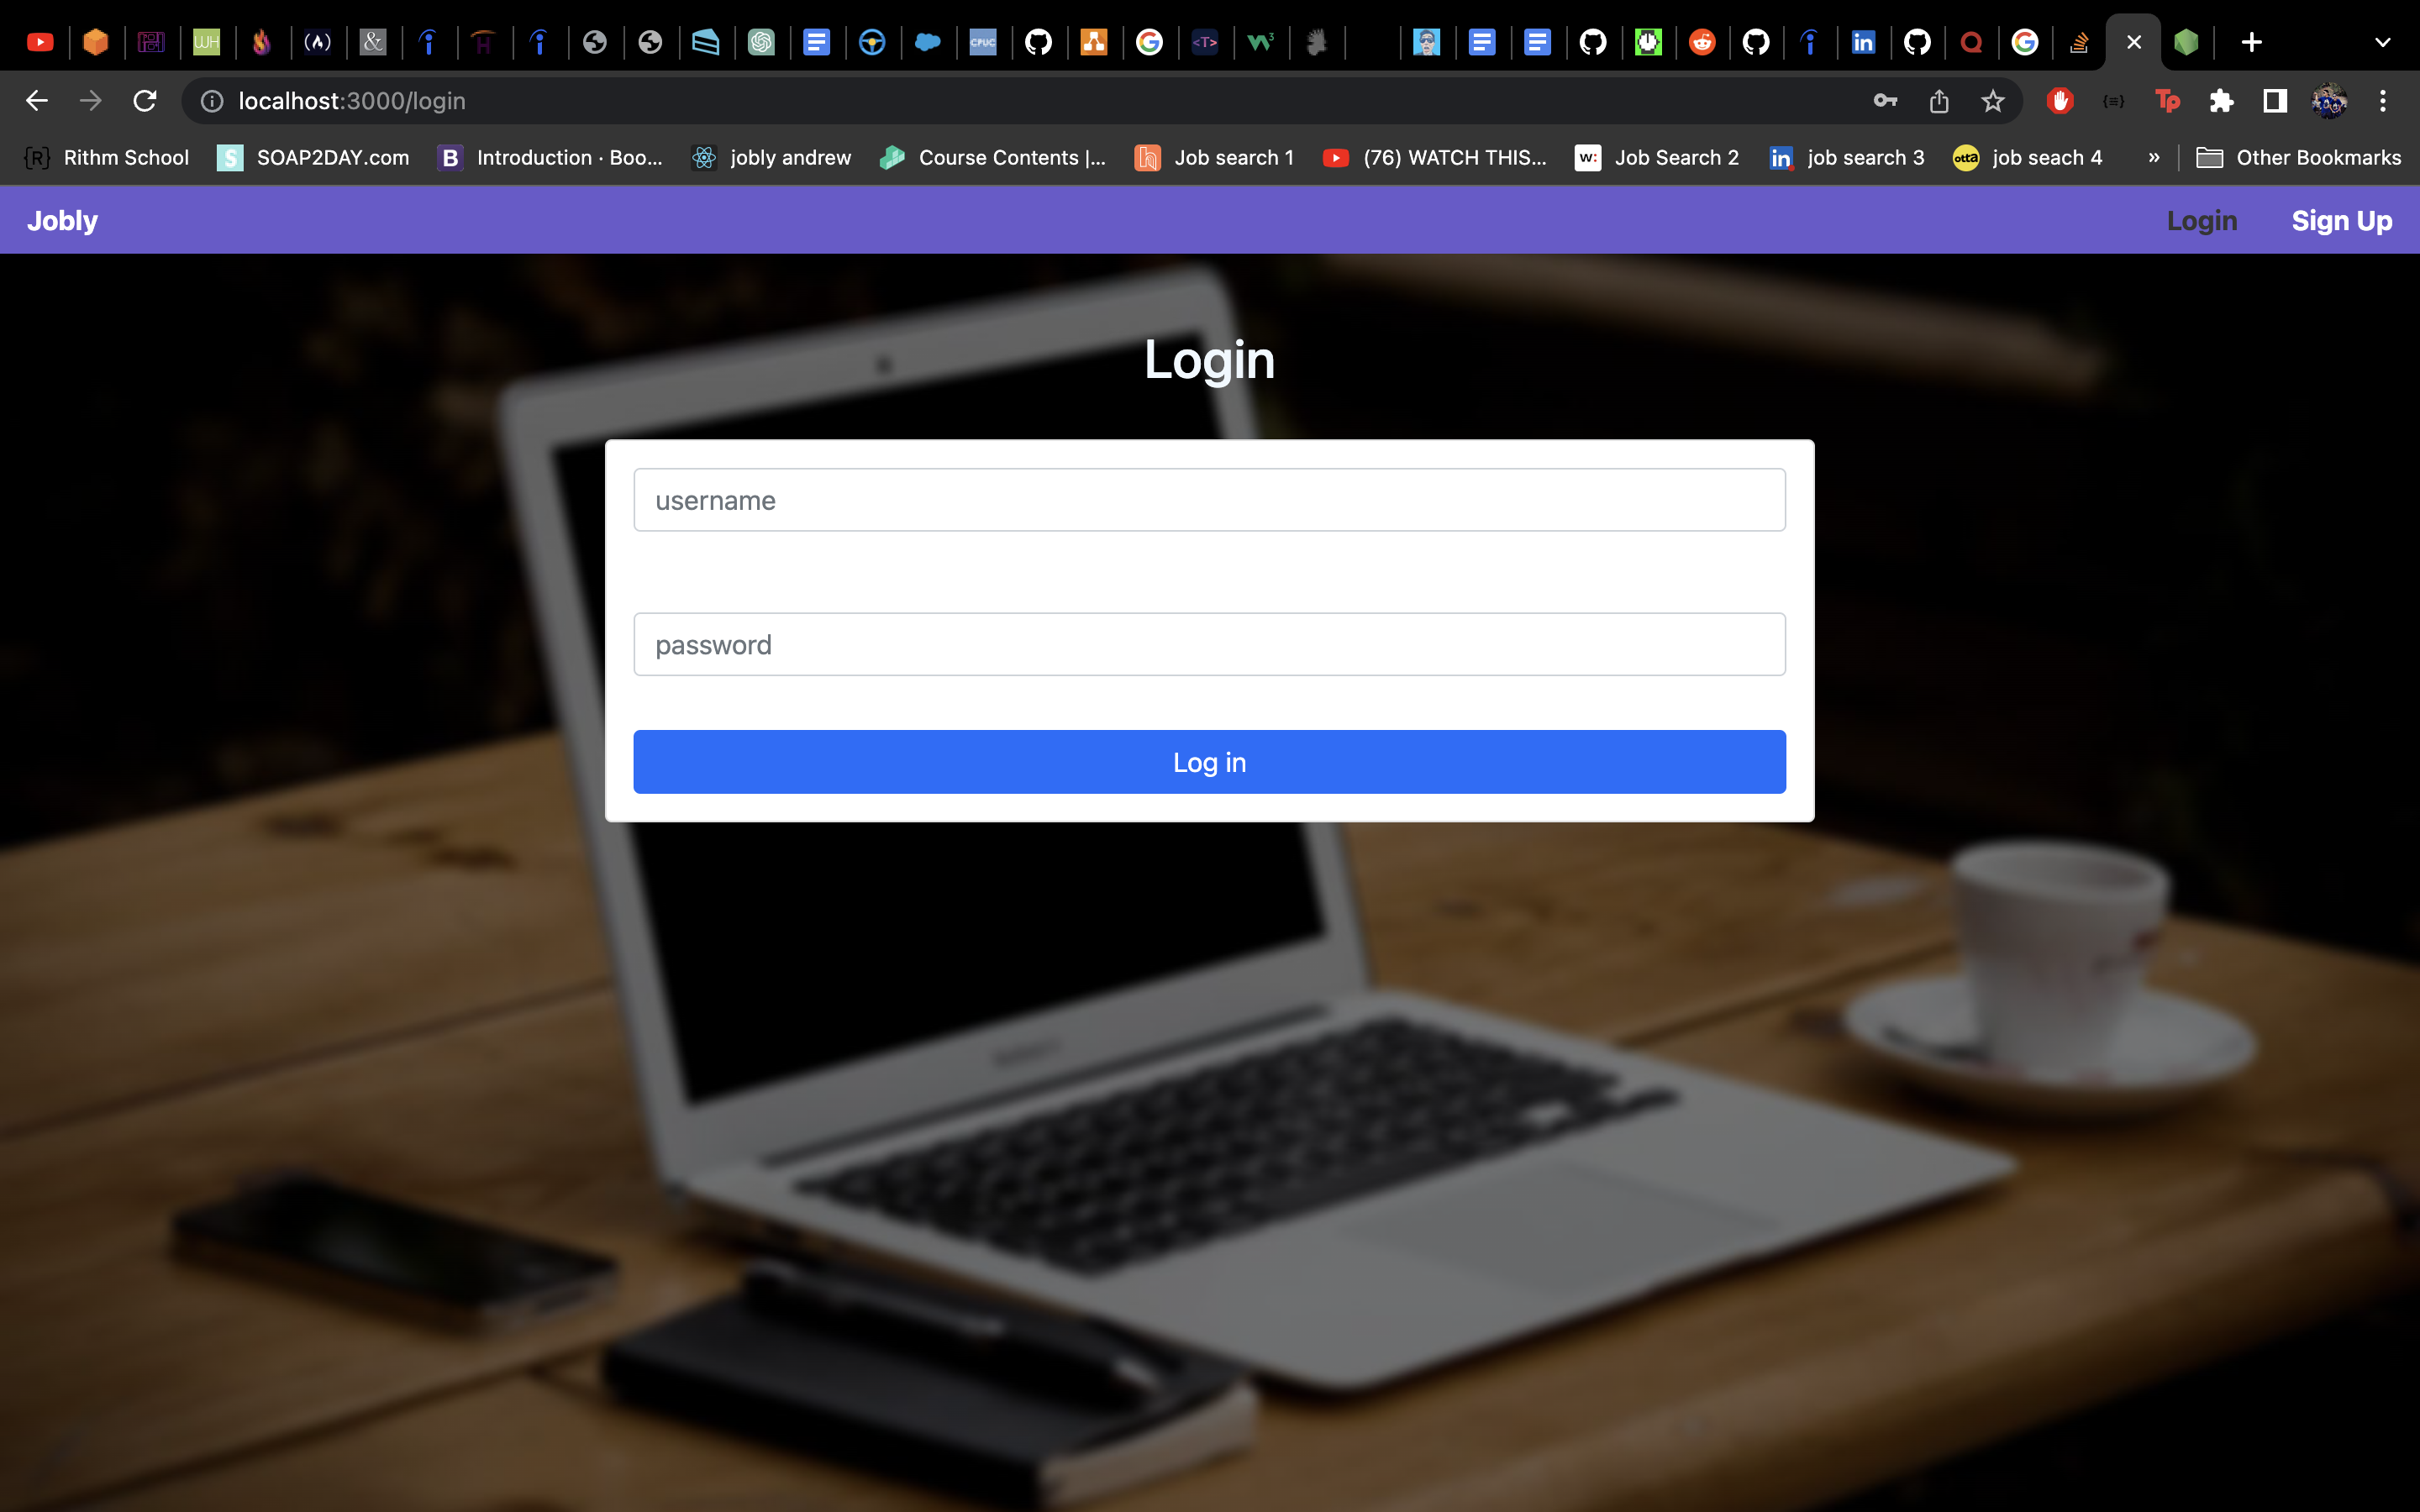 localhost:3000/login
{R} Rithm School
S SOAP2DAY.com
B Introduction · Boo...
jobly andrew
Course Contents |...
h Job search 1
(76) WATCH THIS...
w: Job Search 2
in job search 3
otta job seach 4
»
Other Bookmarks
Jobly
Login
Sign Up
Login
username
password
Log in